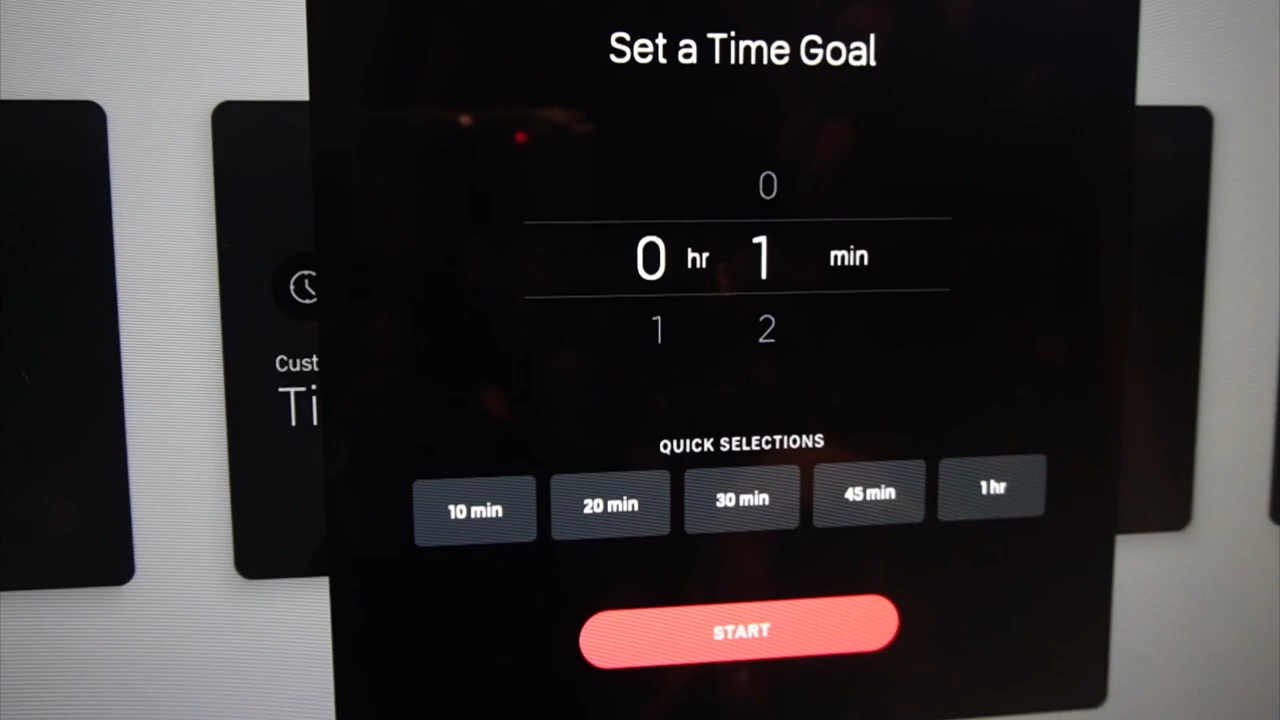 Set a Time Goal
0
0 hr 1 min
1 2
Cust
Ti
QUICK SELECTIONS
10 min 20 min 30 min 45 min 1 hr
START